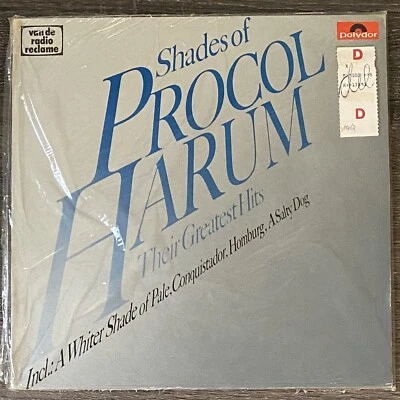 van de
radio
reclame
Polydor
Shades of
PROCOL
HARUM
Their Greatest Hits
Incl.: A Whiter Shade of Pale, Conquistador, Homburg, A Salty Dog
D
D